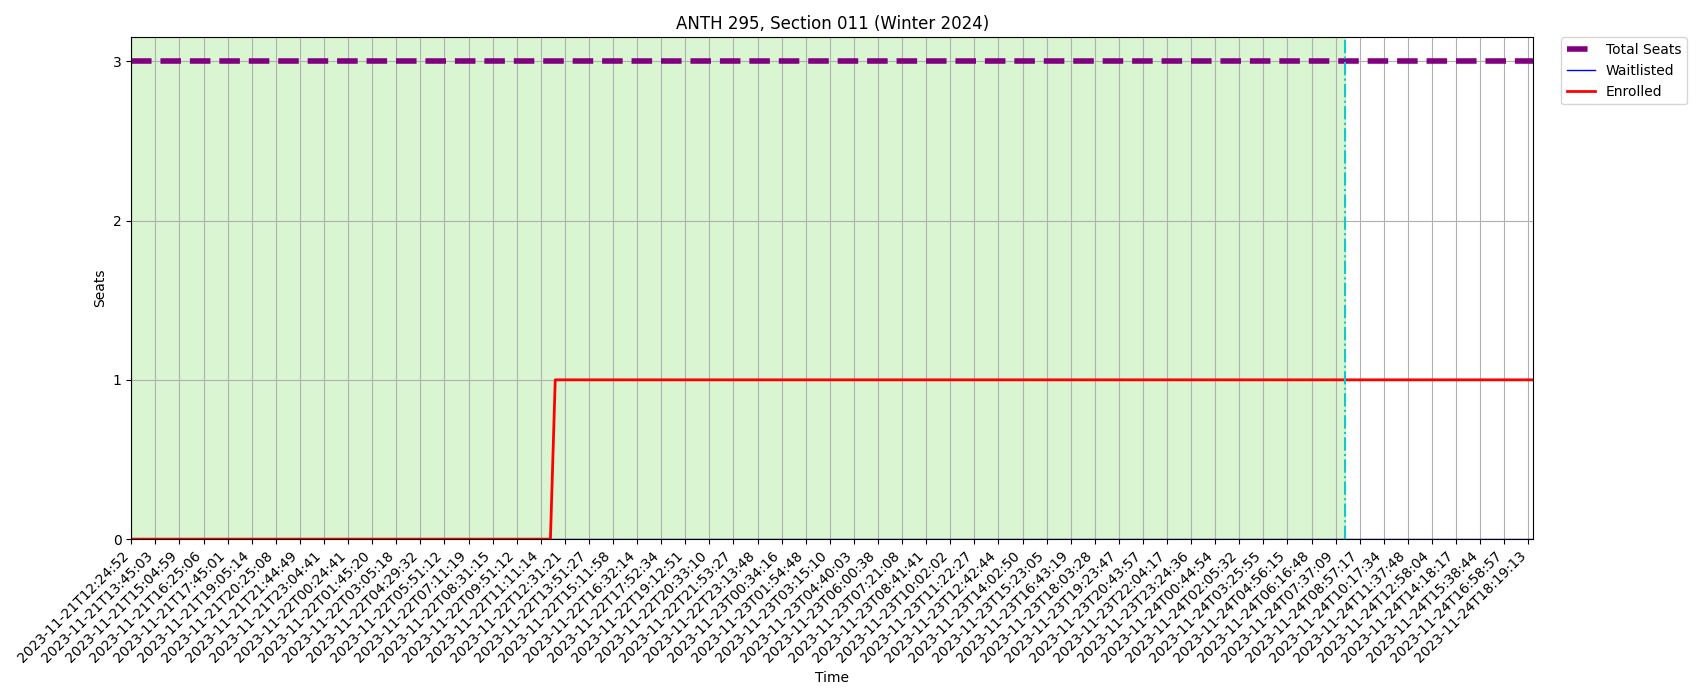 ANTH 295, Section 011 (Winter 2024)
Total Seats
Waitlisted
Enrolled
Seats
3
2
1
0
2023-11-21T12:24:52
2023-11-21T13:45:03
2023-11-21T15:04:59
2023-11-21T16:25:06
2023-11-21T17:45:01
2023-11-21T19:05:14
2023-11-21T20:25:08
2023-11-21T21:44:49
2023-11-21T23:04:41
2023-11-22T00:24:41
2023-11-22T01:45:20
2023-11-22T03:05:18
2023-11-22T04:29:32
2023-11-22T05:51:12
2023-11-22T07:11:19
2023-11-22T08:31:15
2023-11-22T09:51:12
2023-11-22T11:11:14
2023-11-22T12:31:21
2023-11-22T13:51:27
2023-11-22T15:11:58
2023-11-22T16:32:14
2023-11-22T17:52:34
2023-11-22T19:12:51
2023-11-22T20:33:10
2023-11-22T21:53:27
2023-11-22T23:13:48
2023-11-23T00:34:16
2023-11-23T01:54:48
2023-11-23T03:15:10
2023-11-23T04:40:03
2023-11-23T06:00:38
2023-11-23T07:21:08
2023-11-23T08:41:41
2023-11-23T10:02:02
2023-11-23T11:22:27
2023-11-23T12:42:44
2023-11-23T14:02:50
2023-11-23T15:23:05
2023-11-23T16:43:19
2023-11-23T18:03:28
2023-11-23T19:23:47
2023-11-23T20:43:57
2023-11-23T22:04:17
2023-11-23T23:24:36
2023-11-24T00:44:54
2023-11-24T02:05:32
2023-11-24T03:25:55
2023-11-24T04:56:15
2023-11-24T06:16:48
2023-11-24T07:37:09
2023-11-24T08:57:17
2023-11-24T10:17:34
2023-11-24T11:37:48
2023-11-24T12:58:04
2023-11-24T14:18:17
2023-11-24T15:38:44
2023-11-24T16:58:57
2023-11-24T18:19:13
Time